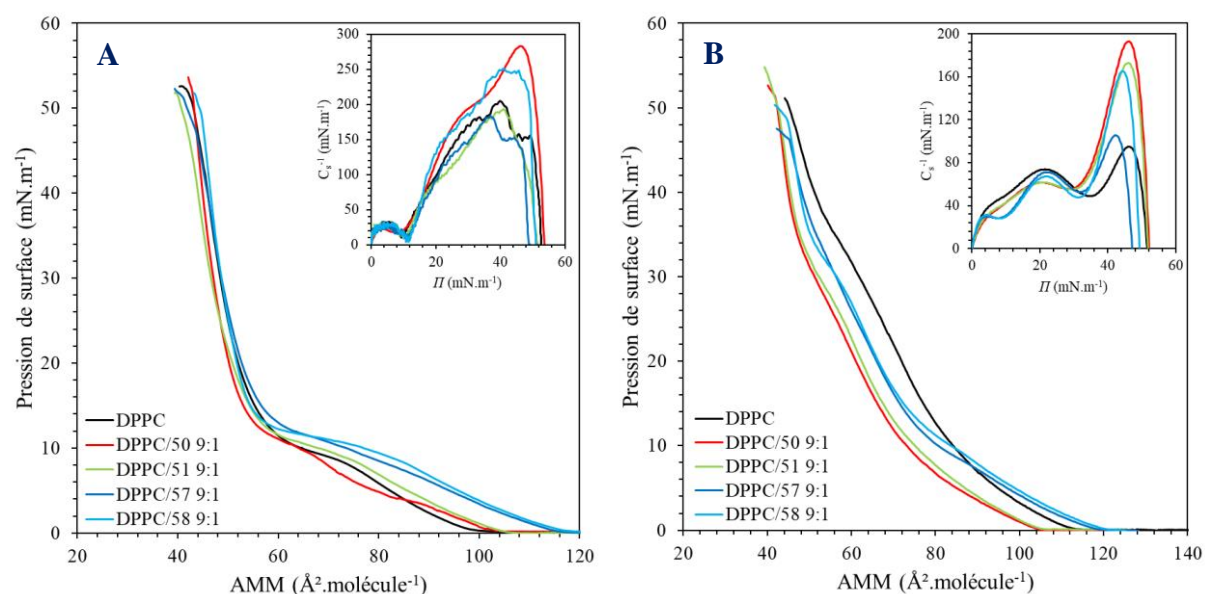 A
Pression de surface (mN.m-1)
60
50
40
30
20
10
0
20 40 60 80 100 120
AMM (Å².molécule-1)
DPPC
DPPC/50 9:1
DPPC/51 9:1
DPPC/57 9:1
DPPC/58 9:1
Cs-1 (mN.m-1)
300
250
200
150
100
50
0
0 20 40 60
Π (mN.m-1)
B
Pression de surface (mN.m-1)
60
50
40
30
20
10
0
20 40 60 80 100 120 140
AMM (Å².molécule-1)
DPPC
DPPC/50 9:1
DPPC/51 9:1
DPPC/57 9:1
DPPC/58 9:1
Cs-1 (mN.m-1)
200
160
120
80
40
0
0 20 40 60
Π (mN.m-1)